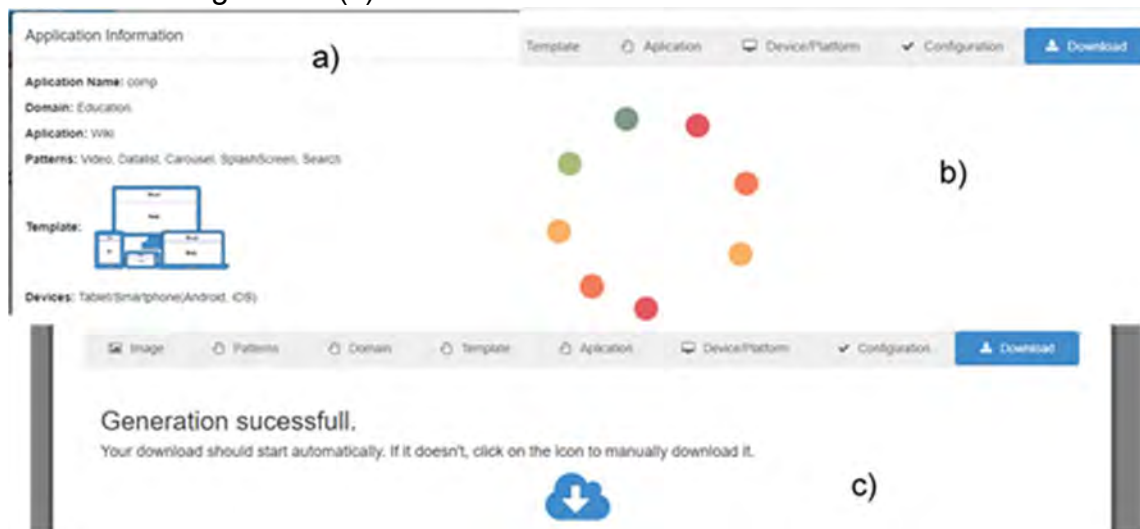 Application Information
a)
Aplication Name: comp
Domain: Education
Aplication: Wiki
Patterns: Video, Datalist, Carousel, SplashScreen, Search
Template:
Devices: Tablet/Smartphone(Android, iOS)
Template Aplication Device/Platform Configuration Download
b)
Image Patterns Domain Template Aplication Device/Platform Configuration Download
Generation sucessfull.
Your download should start automatically. If it doesn't, click on the icon to manually download it.
c)